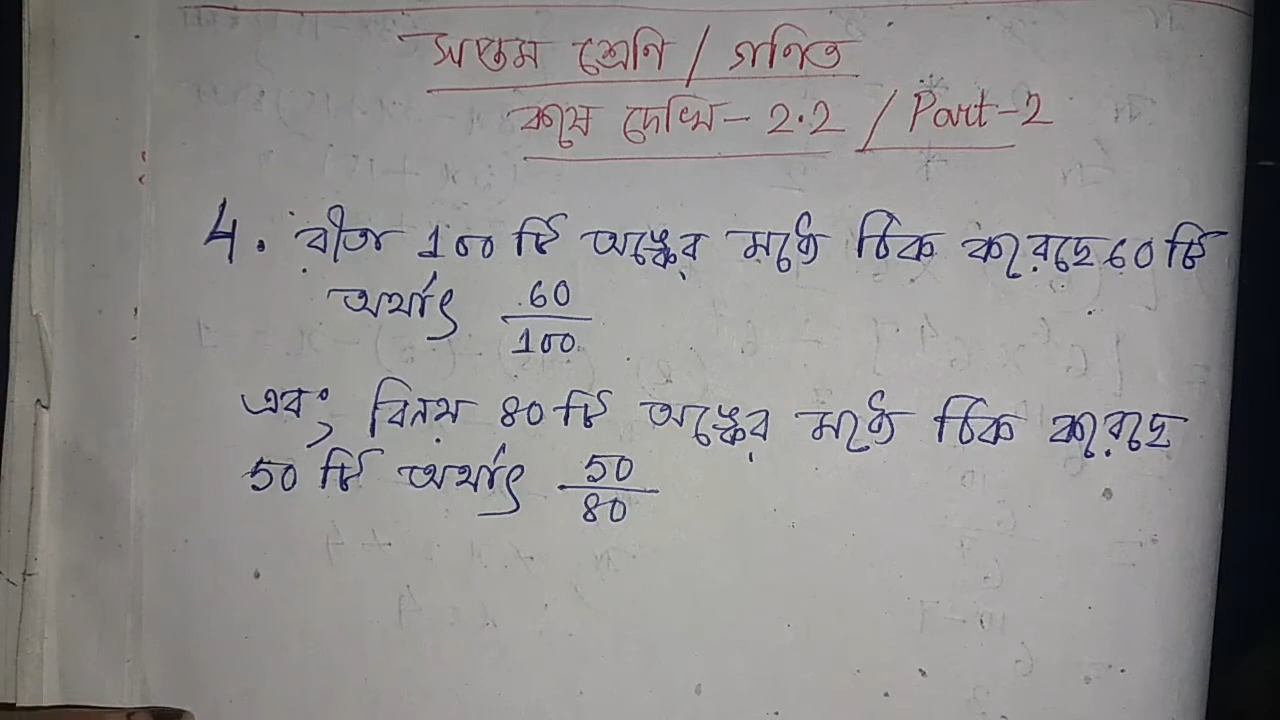 সপ্তম শ্রেনি / গনিত
কষে দেখি - 2.2 / Part - 2
4. রীতা 100 টি অঙ্কের মধ্যে ঠিক করেছে 60 টি
অর্থাৎ 60/100
এবং, বিনয় 80 টি অঙ্কের মধ্যে ঠিক করেছে
50 টি অর্থাৎ 50/80